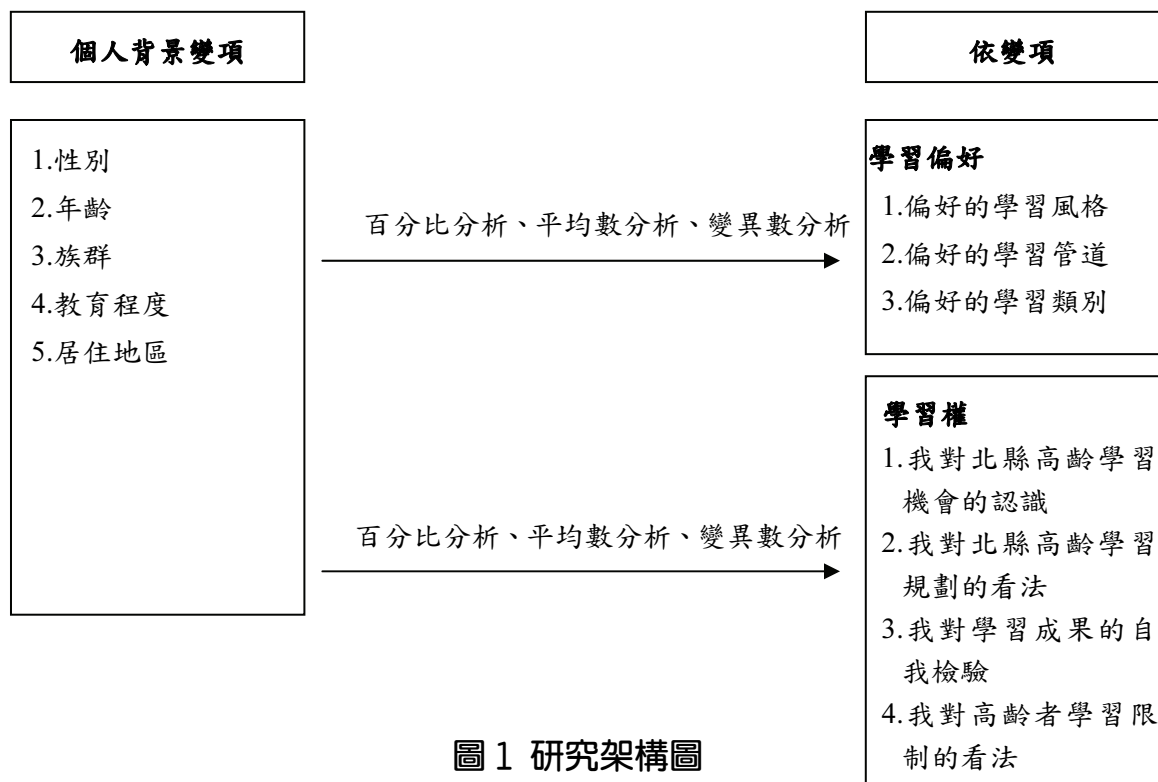 個人背景變項
1.性別
2.年齡
3.族群
4.教育程度
5.居住地區
百分比分析、平均數分析、變異數分析
百分比分析、平均數分析、變異數分析
依變項
學習偏好
1.偏好的學習風格
2.偏好的學習管道
3.偏好的學習類別
學習權
1.我對北縣高齡學習
機會的認識
2.我對北縣高齡學習
規劃的看法
3.我對學習成果的自
我檢驗
4.我對高齡者學習限
制的看法
圖 1 研究架構圖